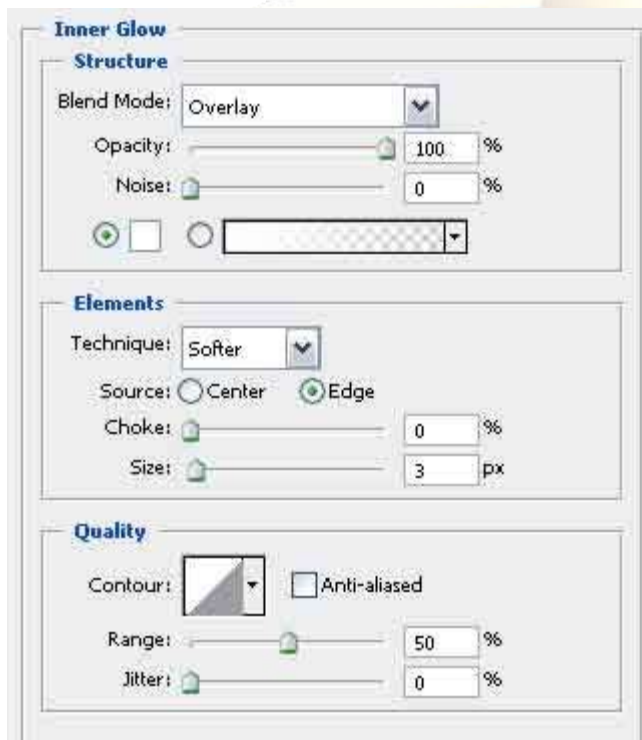 Inner Glow
Structure
Blend Mode: Overlay
Opacity: 100 %
Noise: 0 %
Elements
Technique: Softer
Source: Center Edge
Choke: 0 %
Size: 3 px
Quality
Contour: Anti-aliased
Range: 50 %
Jitter: 0 %